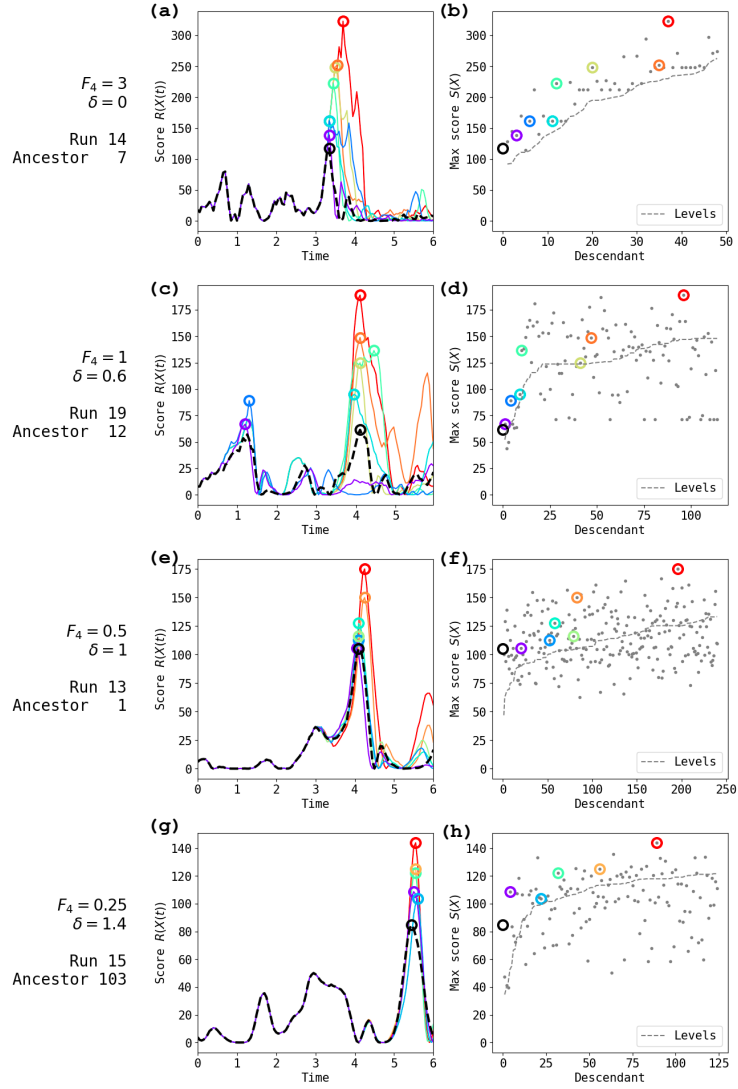 (a)
(b)
F₄ = 3
δ = 0
Run 14
Ancestor 7
Score R(X(t))
300
250
200
150
100
50
0
0 1 2 3 4 5 6
Time
Max score S(X)
300
250
200
150
100
50
0
Levels
0 10 20 30 40 50
Descendant
(c)
(d)
F₄ = 1
δ = 0.6
Run 19
Ancestor 12
Score R(X(t))
175
150
125
100
75
50
25
0
0 1 2 3 4 5 6
Time
Max score S(X)
175
150
125
100
75
50
25
0
Levels
0 25 50 75 100
Descendant
(e)
(f)
F₄ = 0.5
δ = 1
Run 13
Ancestor 1
Score R(X(t))
175
150
125
100
75
50
25
0
0 1 2 3 4 5 6
Time
Max score S(X)
175
150
125
100
75
50
25
0
Levels
0 50 100 150 200 250
Descendant
(g)
(h)
F₄ = 0.25
δ = 1.4
Run 15
Ancestor 103
Score R(X(t))
140
120
100
80
60
40
20
0
0 1 2 3 4 5 6
Time
Max score S(X)
140
120
100
80
60
40
20
0
Levels
0 25 50 75 100 125
Descendant